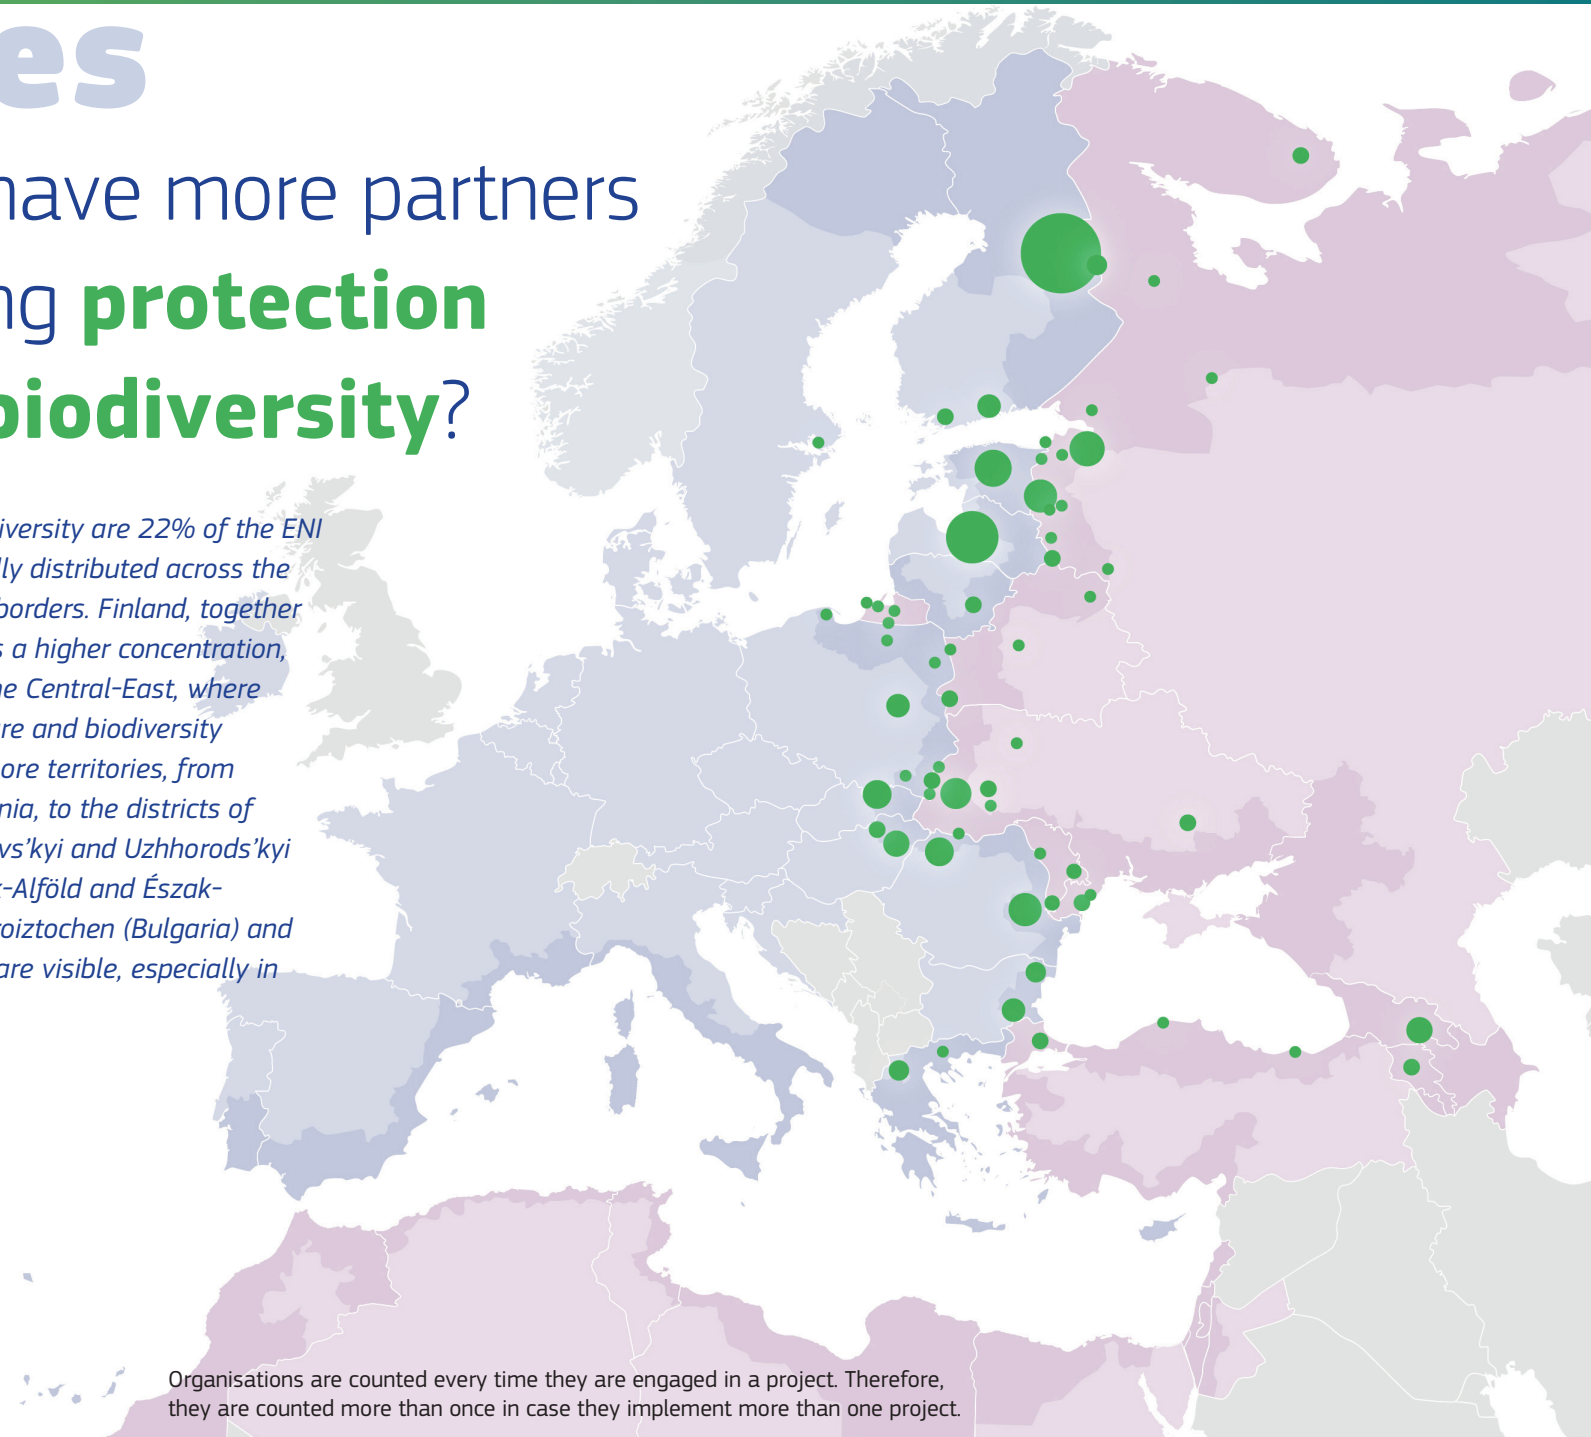 es
have more partners
ng protection
biodiversity?
iversity are 22% of the ENI
lly distributed across the
borders. Finland, together
s a higher concentration,
ne Central-East, where
ure and biodiversity
ore territories, from
nia, to the districts of
vs’kyi and Uzhhorods’kyi
k-Alföld and Észak-
roiztochen (Bulgaria) and
are visible, especially in
Organisations are counted every time they are engaged in a project. Therefore,
they are counted more than once in case they implement more than one project.